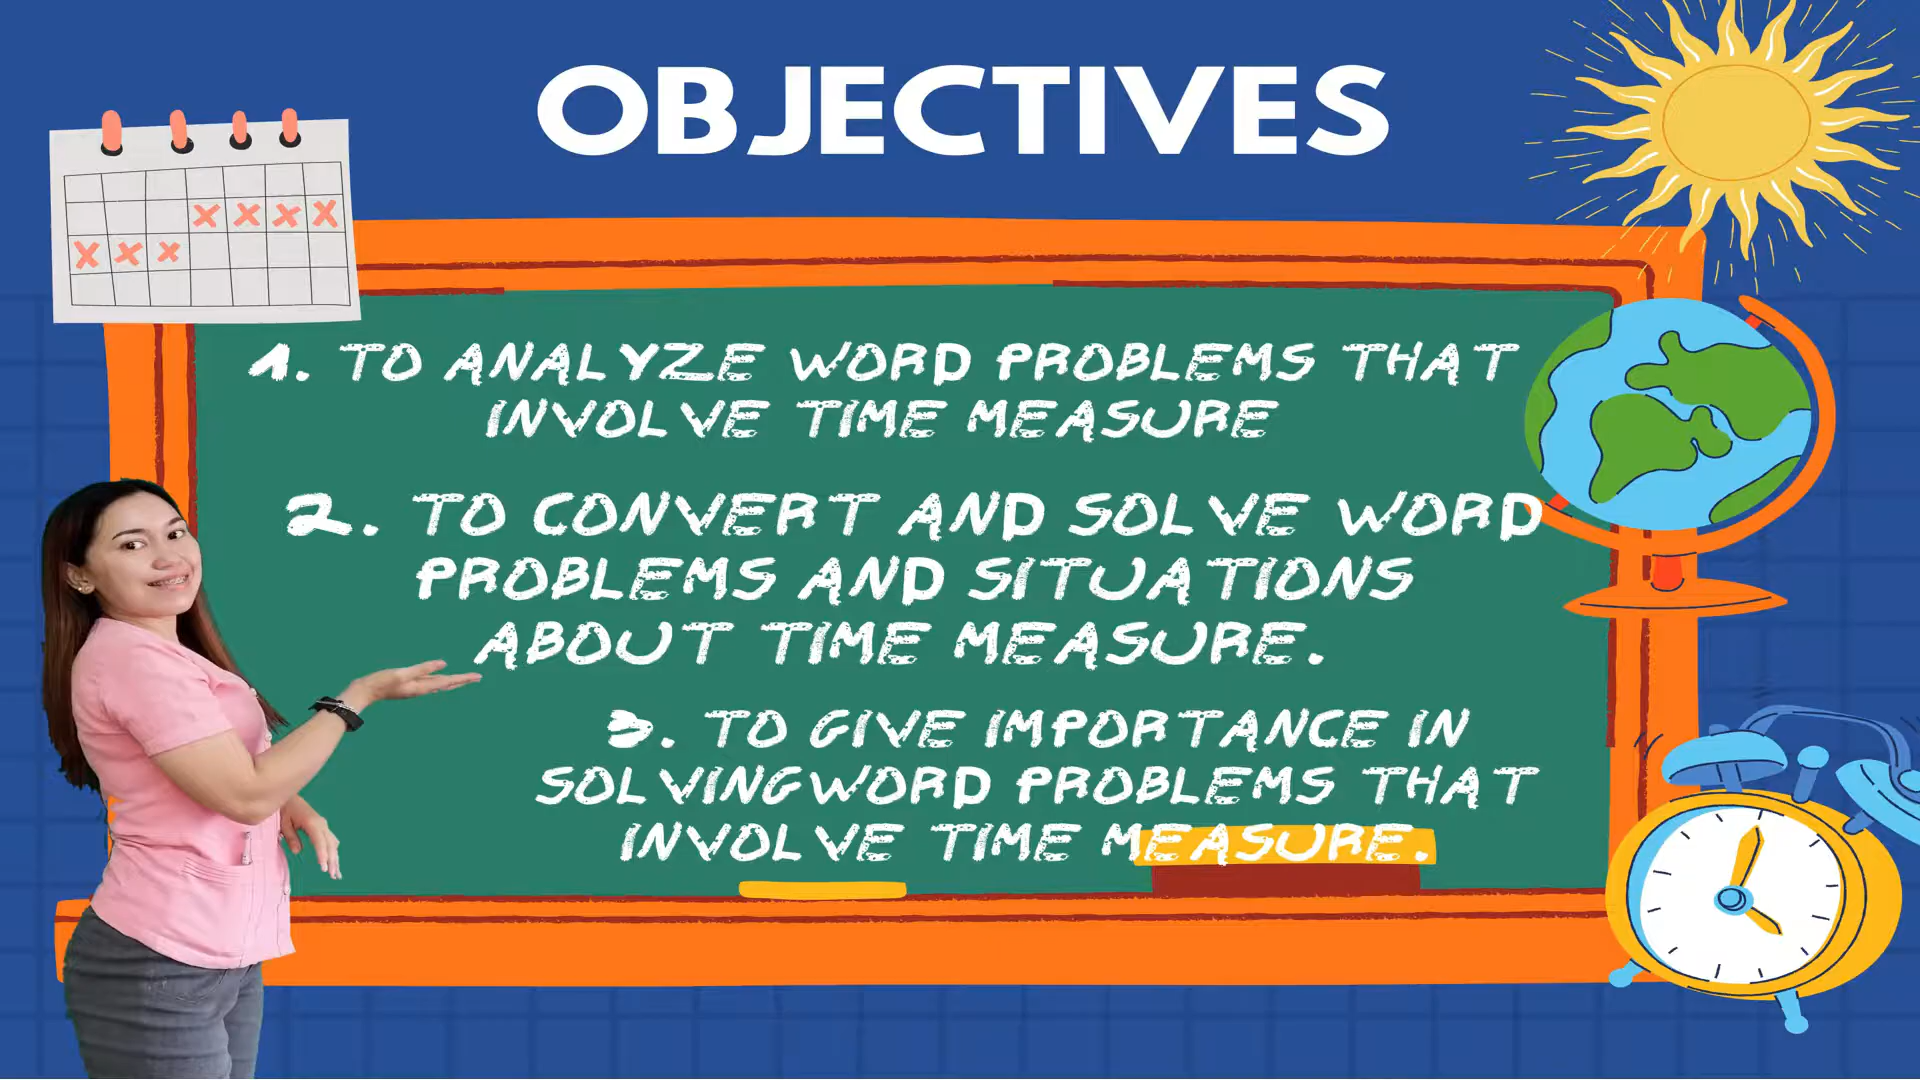 OBJECTIVES
1. TO ANALYZE WORD PROBLEMS THAT
INVOLVE TIME MEASURE
2. TO CONVERT AND SOLVE WORD
PROBLEMS AND SITUATIONS
ABOUT TIME MEASURE.
3. TO GIVE IMPORTANCE IN
SOLVINGWORD PROBLEMS THAT
INVOLVE TIME MEASURE.